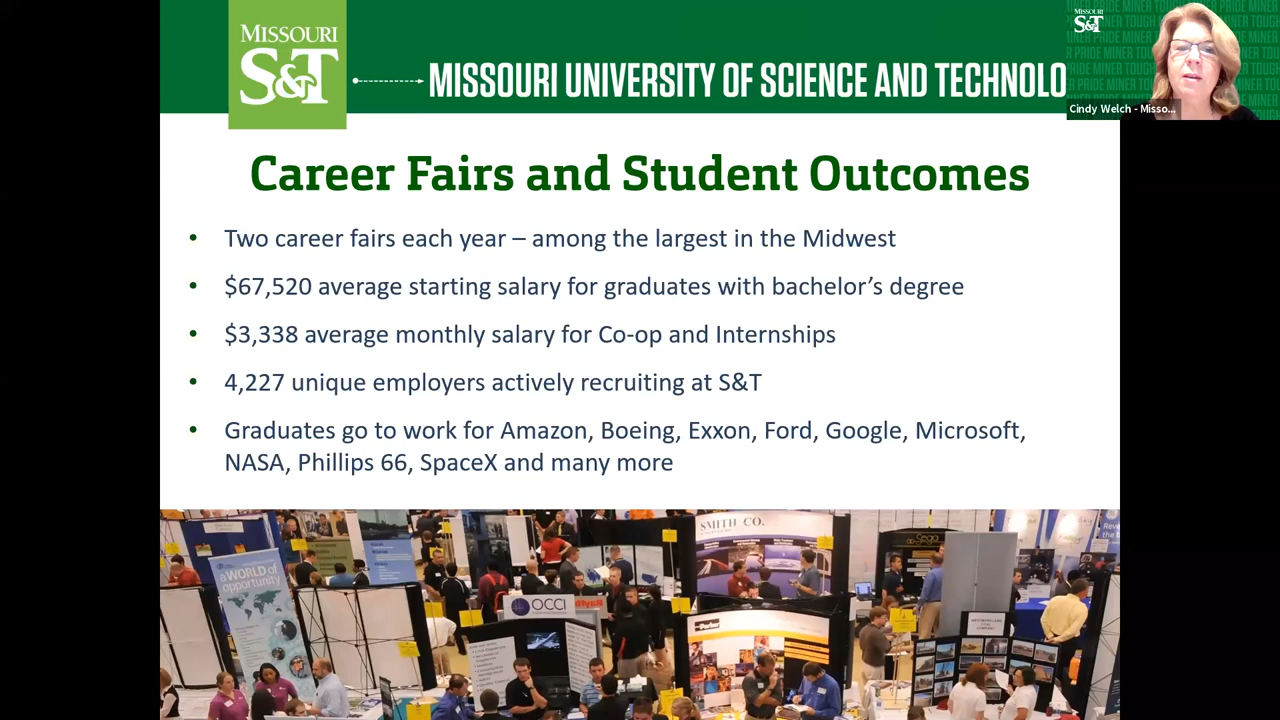 MISSOURI
S&T
MISSOURI UNIVERSITY OF SCIENCE AND TECHNOLO
MISSOURI
S&T
Cindy Welch - Misso...
Career Fairs and Student Outcomes
• Two career fairs each year – among the largest in the Midwest
• $67,520 average starting salary for graduates with bachelor’s degree
• $3,338 average monthly salary for Co-op and Internships
• 4,227 unique employers actively recruiting at S&T
• Graduates go to work for Amazon, Boeing, Exxon, Ford, Google, Microsoft,
NASA, Phillips 66, SpaceX and many more
SMITH CO.
a WORLD of
opportunity
OCCI